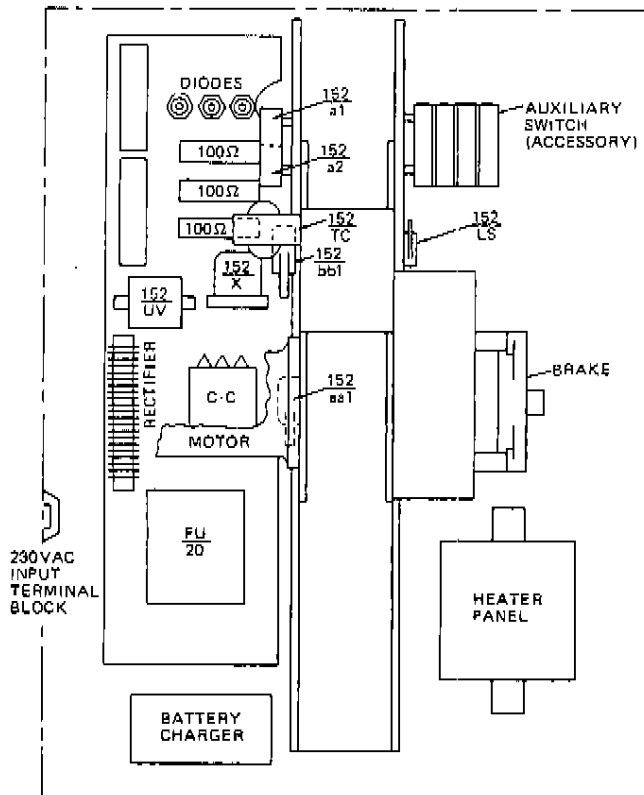 DIODES
152
a1
AUXILIARY
SWITCH
(ACCESSORY)
100Ω
152
a2
100Ω
100Ω
152
TC
152
LS
152
X
152
bb1
152
UV
RECTIFIER
C-C
152
aa1
BRAKE
MOTOR
FU
20
230VAC
INPUT
TERMINAL
BLOCK
HEATER
PANEL
BATTERY
CHARGER